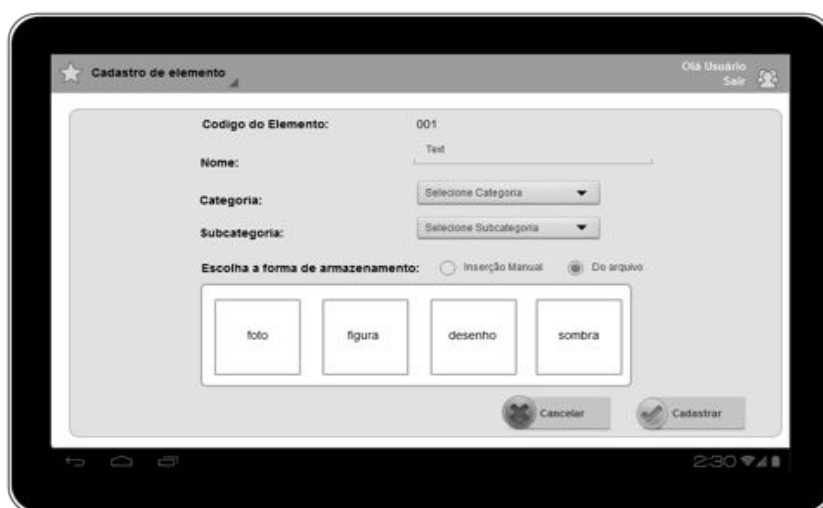 Cadastro de elemento
Olá Usuário
Sair
Codigo do Elemento: 001
Nome: Text
Categoria: Selecione Categoria
Subcategoria: Selecione Subcategoria
Escolha a forma de armazenamento: Inserção Manual Do arquivo
foto figura desenho sombra
Cancelar Cadastrar
2:30